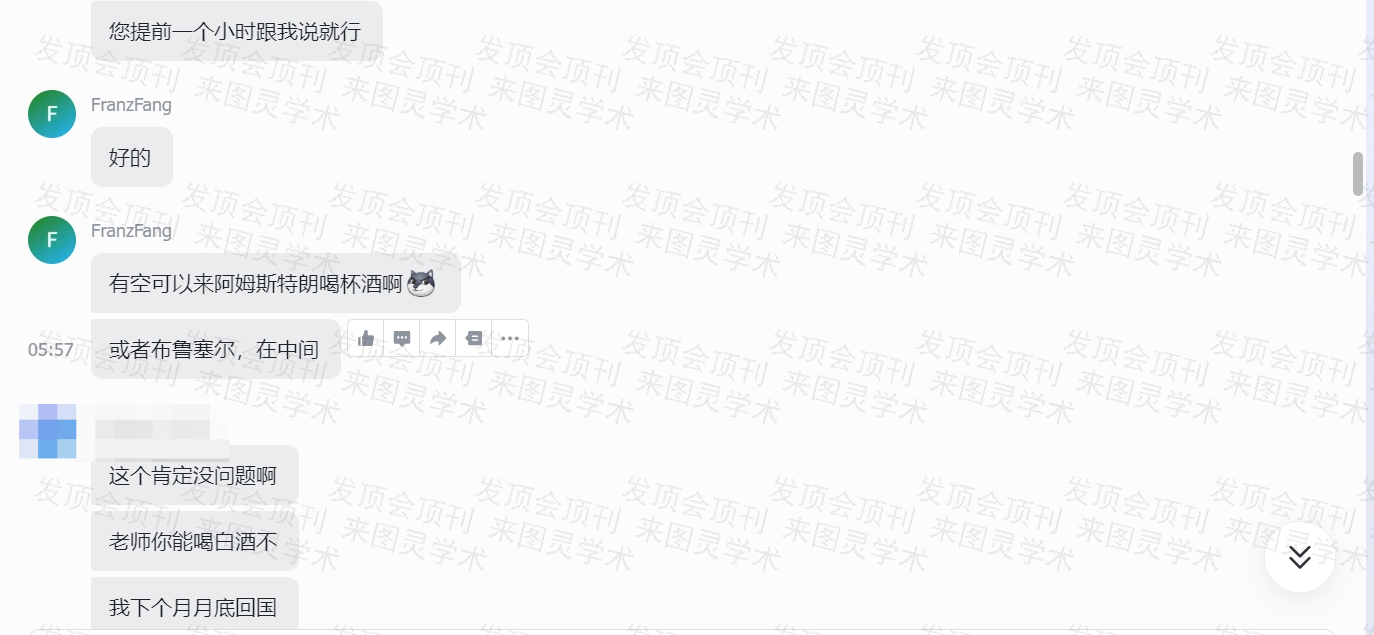 您提前一个小时跟我说就行
F
FranzFang
好的
F
FranzFang
有空可以来阿姆斯特朗喝杯酒啊
05:57
或者布鲁塞尔，在中间
这个肯定没问题啊
老师你能喝白酒不
我下个月月底回国
发顶会顶刊
来图灵学术